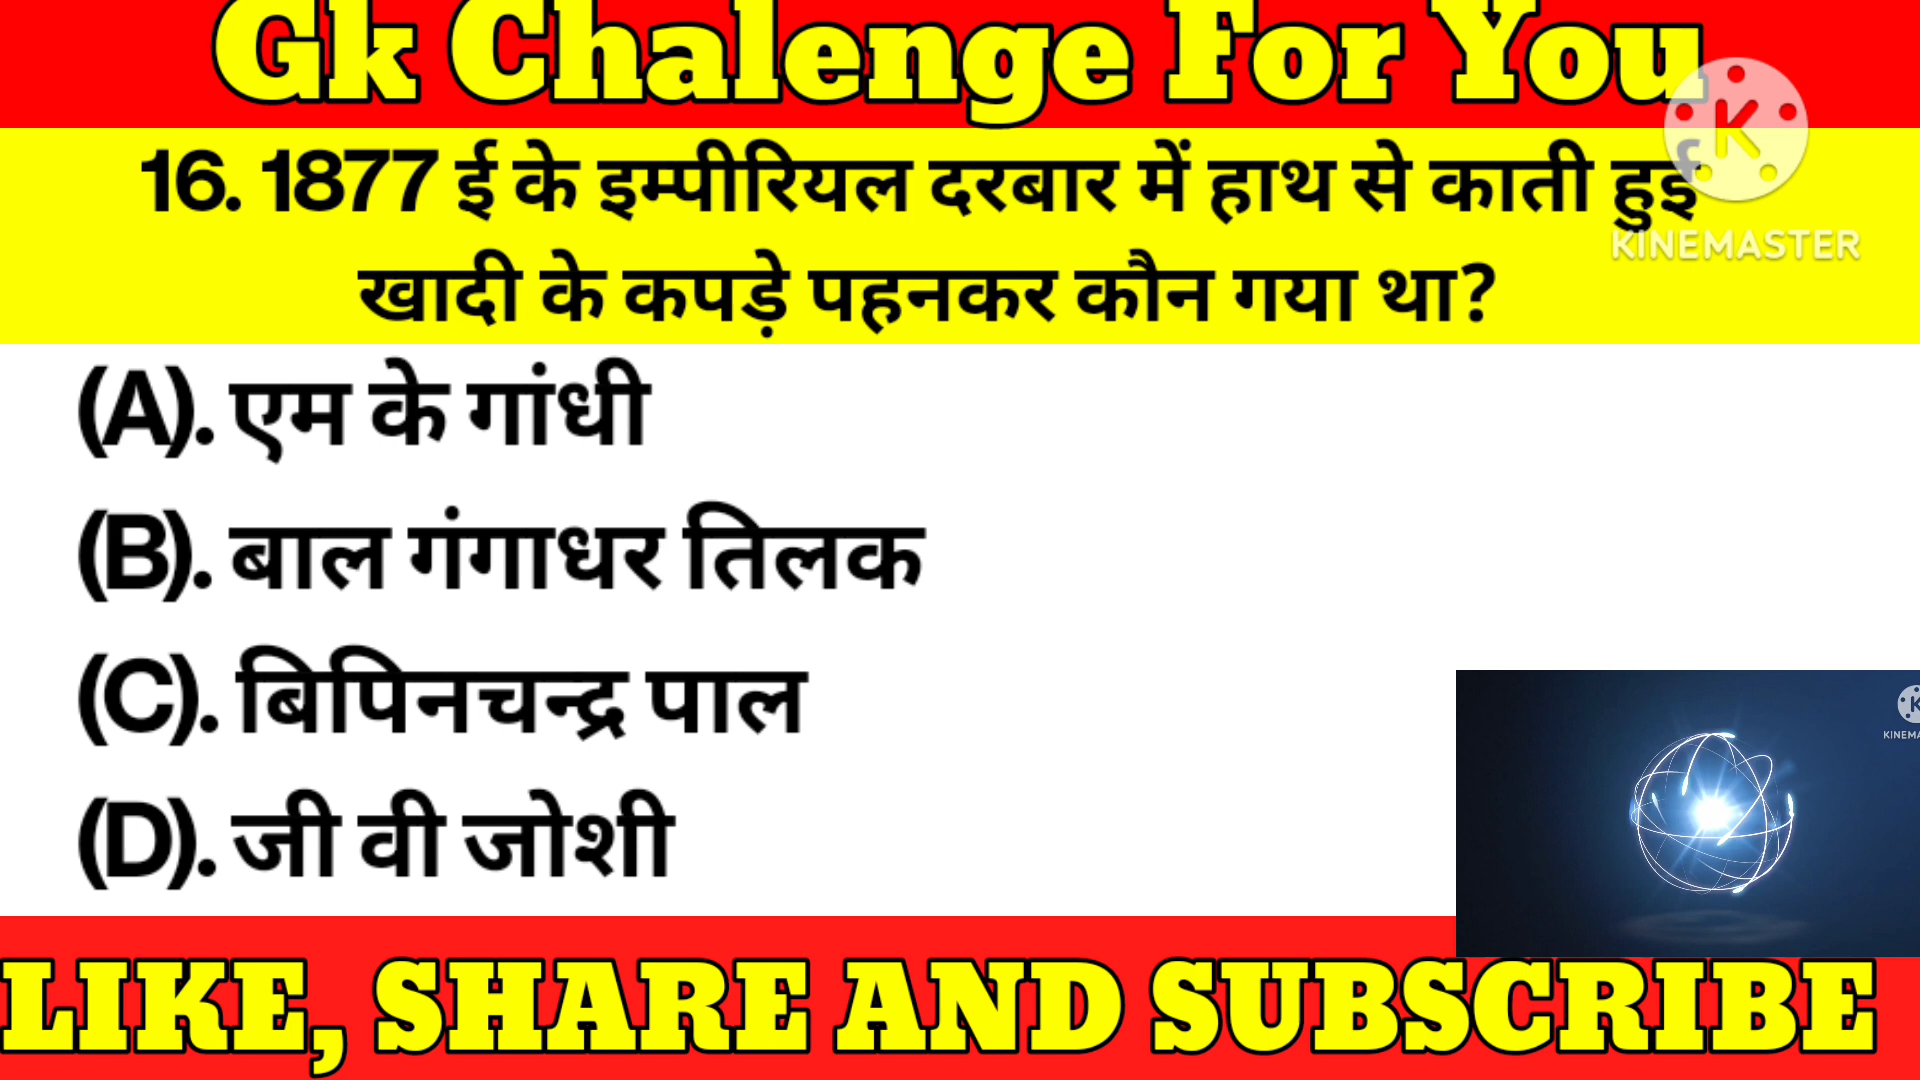 Gk Chalenge For You
16. 1877 ई के इम्पीरियल दरबार में हाथ से काती हुई
खादी के कपड़े पहनकर कौन गया था?
KINEMASTER
(A). एम के गांधी
(B). बाल गंगाधर तिलक
(C). बिपिनचन्द्र पाल
(D). जी वी जोशी
KINEMA
LIKE, SHARE AND SUBSCRIBE